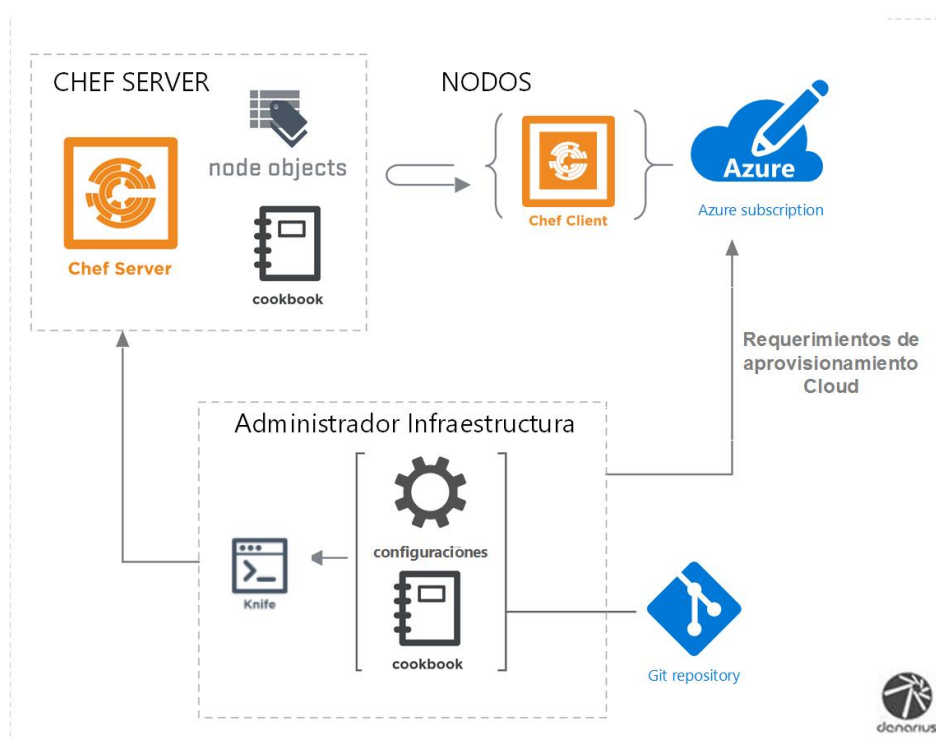 CHEF SERVER
NODOS
node objects
Chef Server
cookbook
Chef Client
Azure
Azure subscription
Requerimientos de
aprovisionamiento
Cloud
Administrador Infraestructura
configuraciones
Knife
cookbook
Git repository
denarius